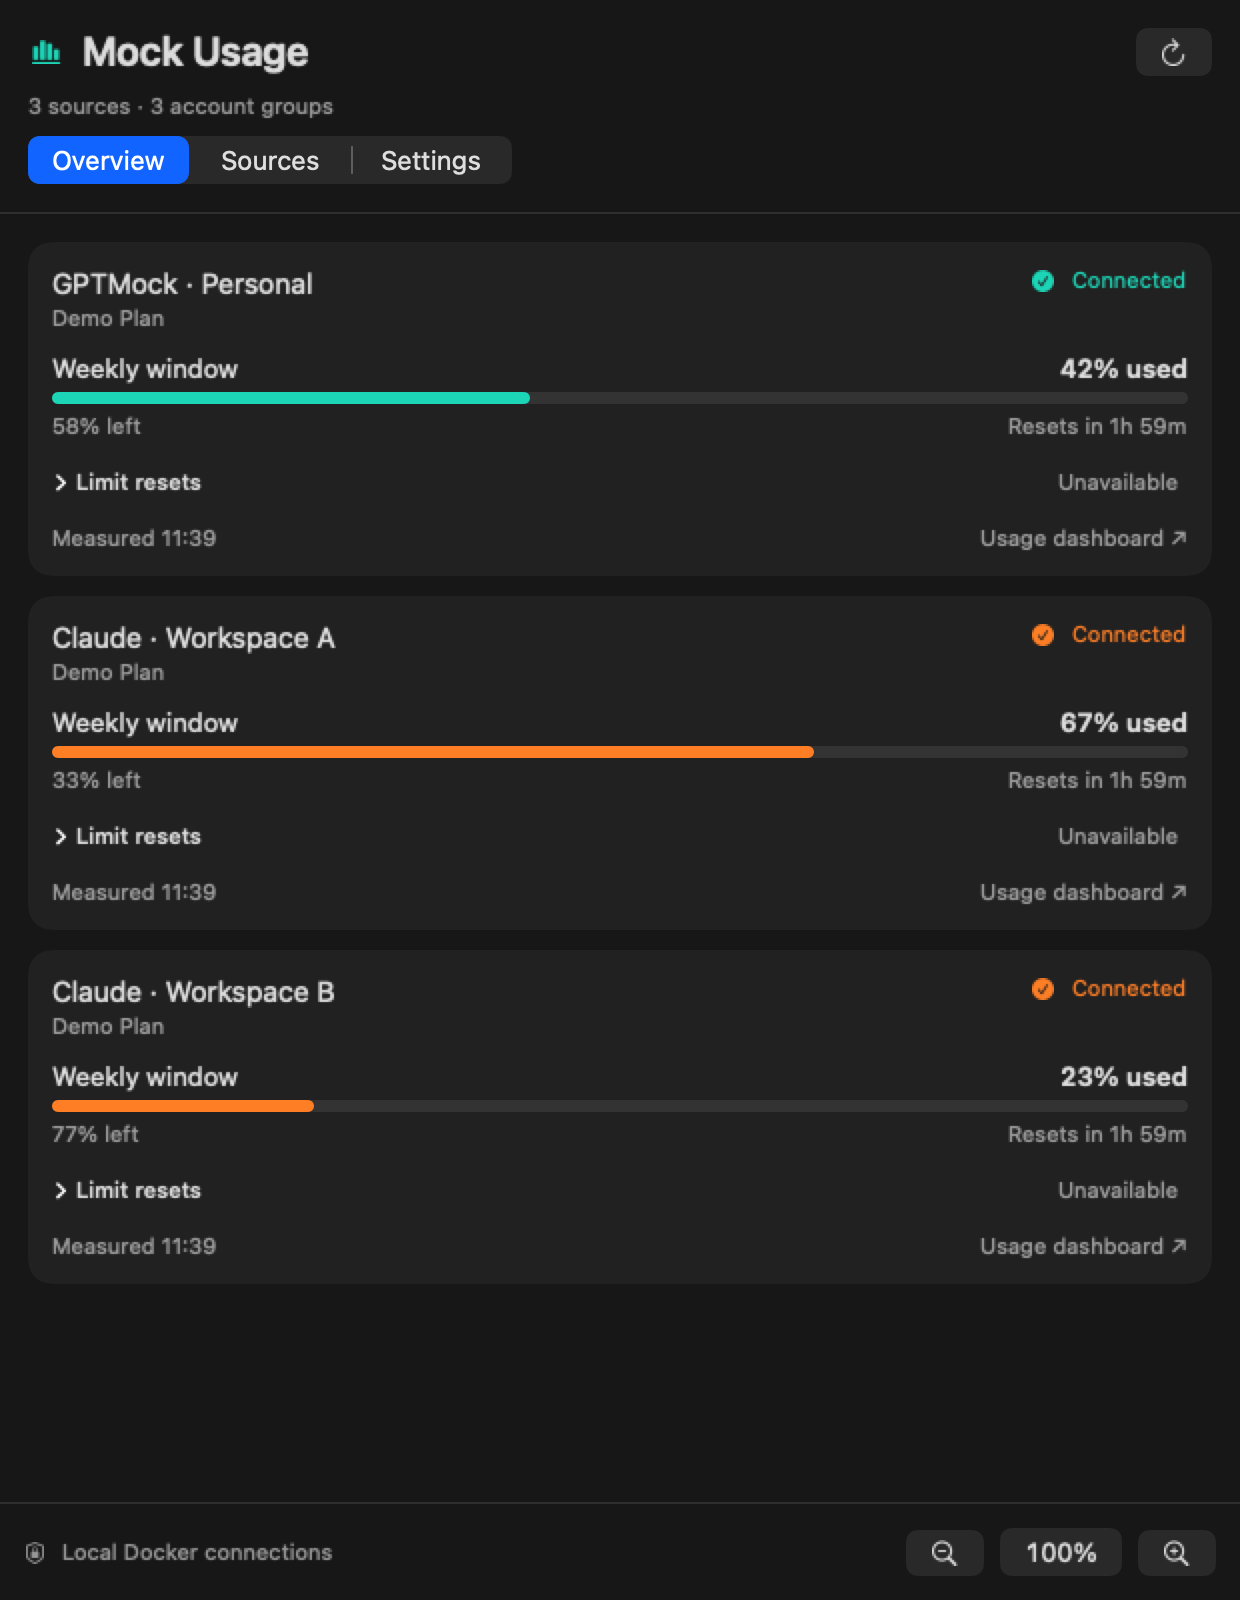 Mock Usage
3 sources · 3 account groups
Overview Sources Settings
GPTMock · Personal Connected
Demo Plan
Weekly window 42% used
58% left Resets in 1h 59m
Limit resets Unavailable
Measured 11:39 Usage dashboard ↗
Claude · Workspace A Connected
Demo Plan
Weekly window 67% used
33% left Resets in 1h 59m
Limit resets Unavailable
Measured 11:39 Usage dashboard ↗
Claude · Workspace B Connected
Demo Plan
Weekly window 23% used
77% left Resets in 1h 59m
Limit resets Unavailable
Measured 11:39 Usage dashboard ↗
Local Docker connections 100%